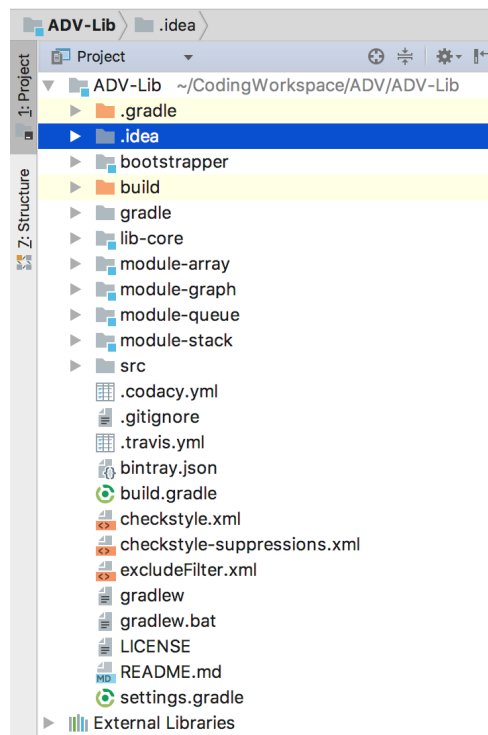 ADV-Lib .idea
1: Project
Z: Structure
Project
ADV-Lib ~/CodingWorkspace/ADV/ADV-Lib
.gradle
.idea
bootstrapper
build
gradle
lib-core
module-array
module-graph
module-queue
module-stack
src
.codacy.yml
.gitignore
.travis.yml
bintray.json
build.gradle
checkstyle.xml
checkstyle-suppressions.xml
excludeFilter.xml
gradlew
gradlew.bat
LICENSE
MD README.md
settings.gradle
External Libraries